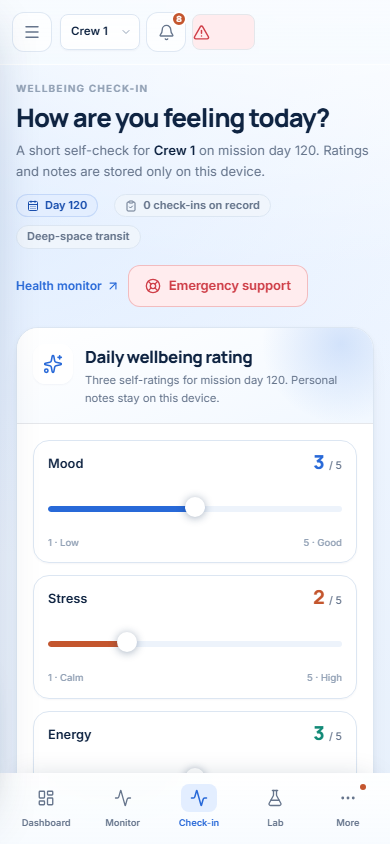 Crew 1
8
WELLBEING CHECK-IN
How are you feeling today?
A short self-check for Crew 1 on mission day 120. Ratings
and notes are stored only on this device.
Day 120
0 check-ins on record
Deep-space transit
Health monitor
Emergency support
Daily wellbeing rating
Three self-ratings for mission day 120. Personal
notes stay on this device.
Mood
3 / 5
1 · Low
5 · Good
Stress
2 / 5
1 · Calm
5 · High
Energy
3 / 5
Dashboard
Monitor
Check-in
Lab
More